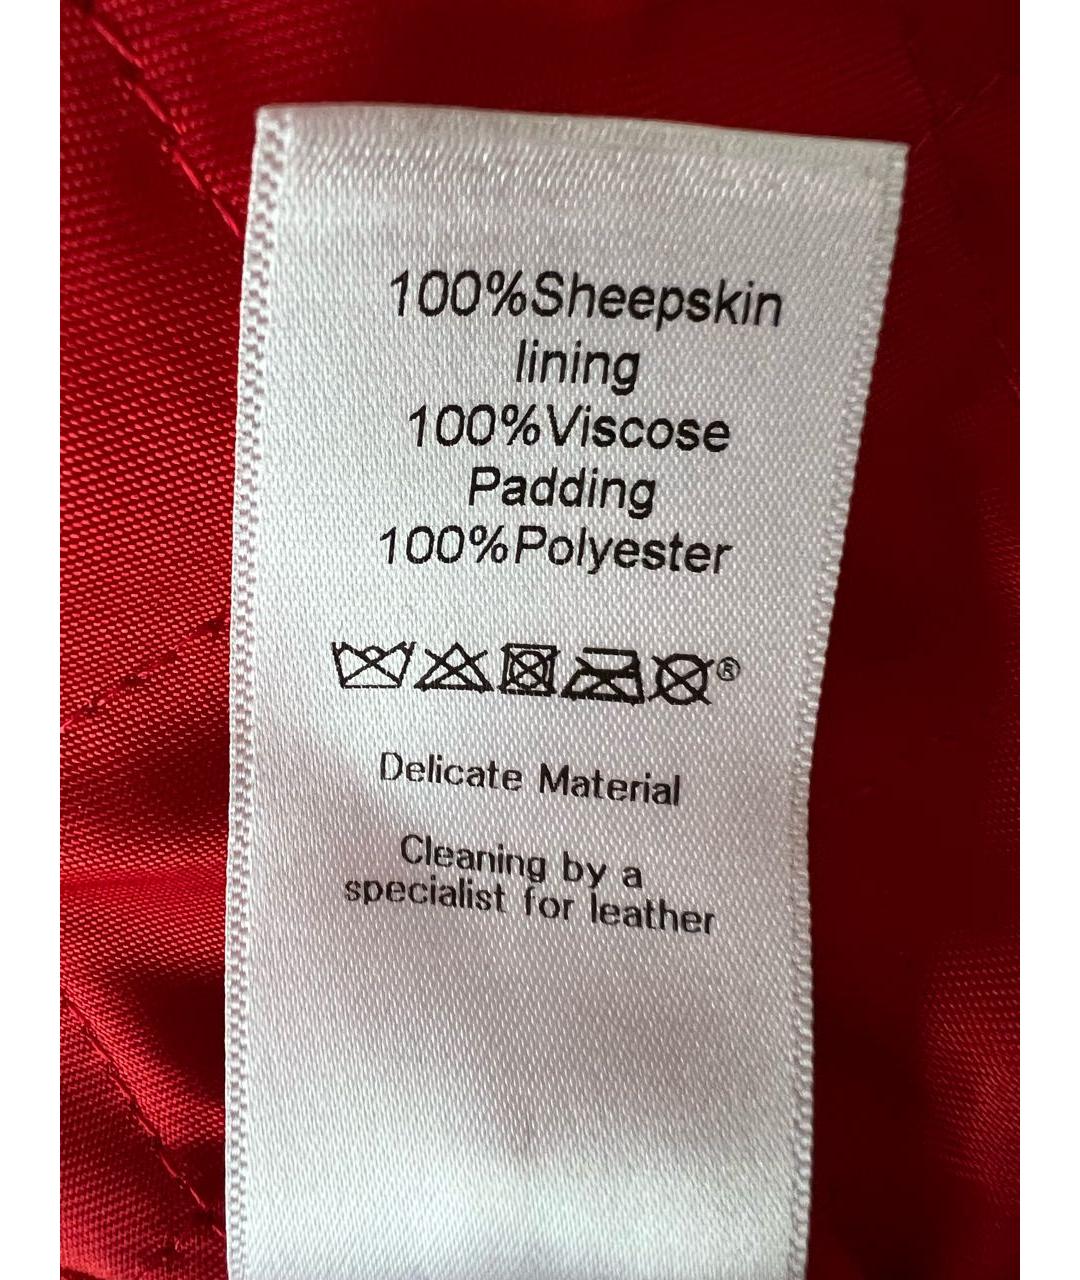 100%Sheepskin
lining
100%Viscose
Padding
100%Polyester
®
Delicate Material
Cleaning by a
specialist for leather